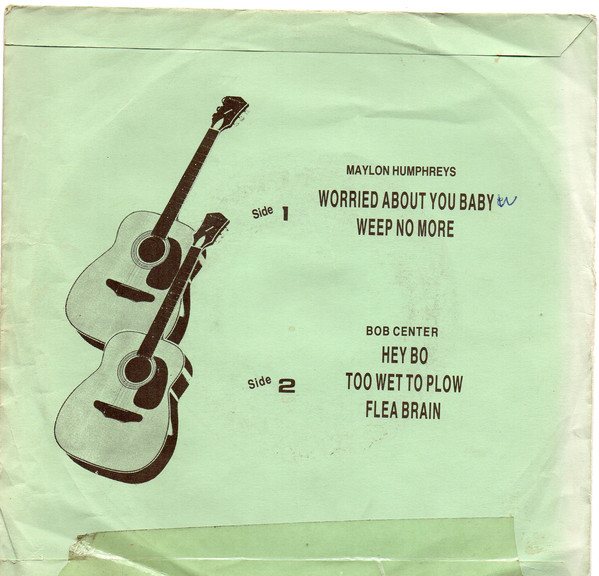 MAYLON HUMPHREYS
Side 1
WORRIED ABOUT YOU BABY
WEEP NO MORE
BOB CENTER
HEY BO
Side 2
TOO WET TO PLOW
FLEA BRAIN